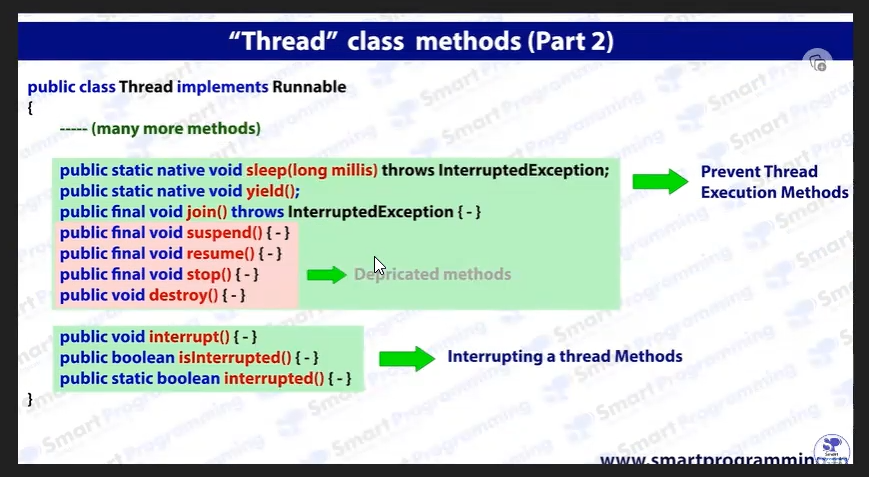 “Thread” class methods (Part 2)
public class Thread implements Runnable
{
----- (many more methods)
public static native void sleep(long millis) throws InterruptedException;
public static native void yield();
public final void join() throws InterruptedException { - }
public final void suspend() { - }
public final void resume() { - }
public final void stop() { - }
public void destroy() { - }
Depricated methods
Prevent Thread
Execution Methods
public void interrupt() { - }
public boolean isInterrupted() { - }
public static boolean interrupted() { - }
Interrupting a thread Methods
}
Smart Programming